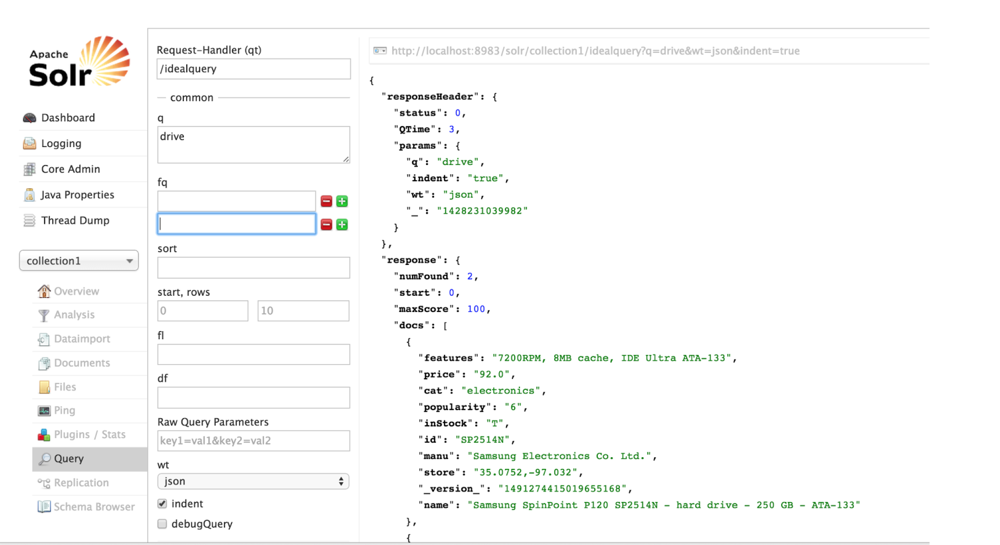 Apache
Solr
Dashboard
Logging
Core Admin
Java Properties
Thread Dump
collection1
Overview
Analysis
Dataimport
Documents
Files
Ping
Plugins / Stats
Query
Replication
Schema Browser
Request-Handler (qt)
/idealquery
common
q
drive
fq
sort
start, rows
0 10
fl
df
Raw Query Parameters
key1=val1&key2=val2
wt
json
indent
debugQuery
http://localhost:8983/solr/collection1/idealquery?q=drive&wt=json&indent=true
{
"responseHeader": {
"status": 0,
"QTime": 3,
"params": {
"q": "drive",
"indent": "true",
"wt": "json",
"_": "1428231039982"
}
},
"response": {
"numFound": 2,
"start": 0,
"maxScore": 100,
"docs": [
{
"features": "7200RPM, 8MB cache, IDE Ultra ATA-133",
"price": "92.0",
"cat": "electronics",
"popularity": "6",
"inStock": "T",
"id": "SP2514N",
"manu": "Samsung Electronics Co. Ltd.",
"store": "35.0752,-97.032",
"_version_": "1491274415019655168",
"name": "Samsung SpinPoint P120 SP2514N - hard drive - 250 GB - ATA-133"
},
{